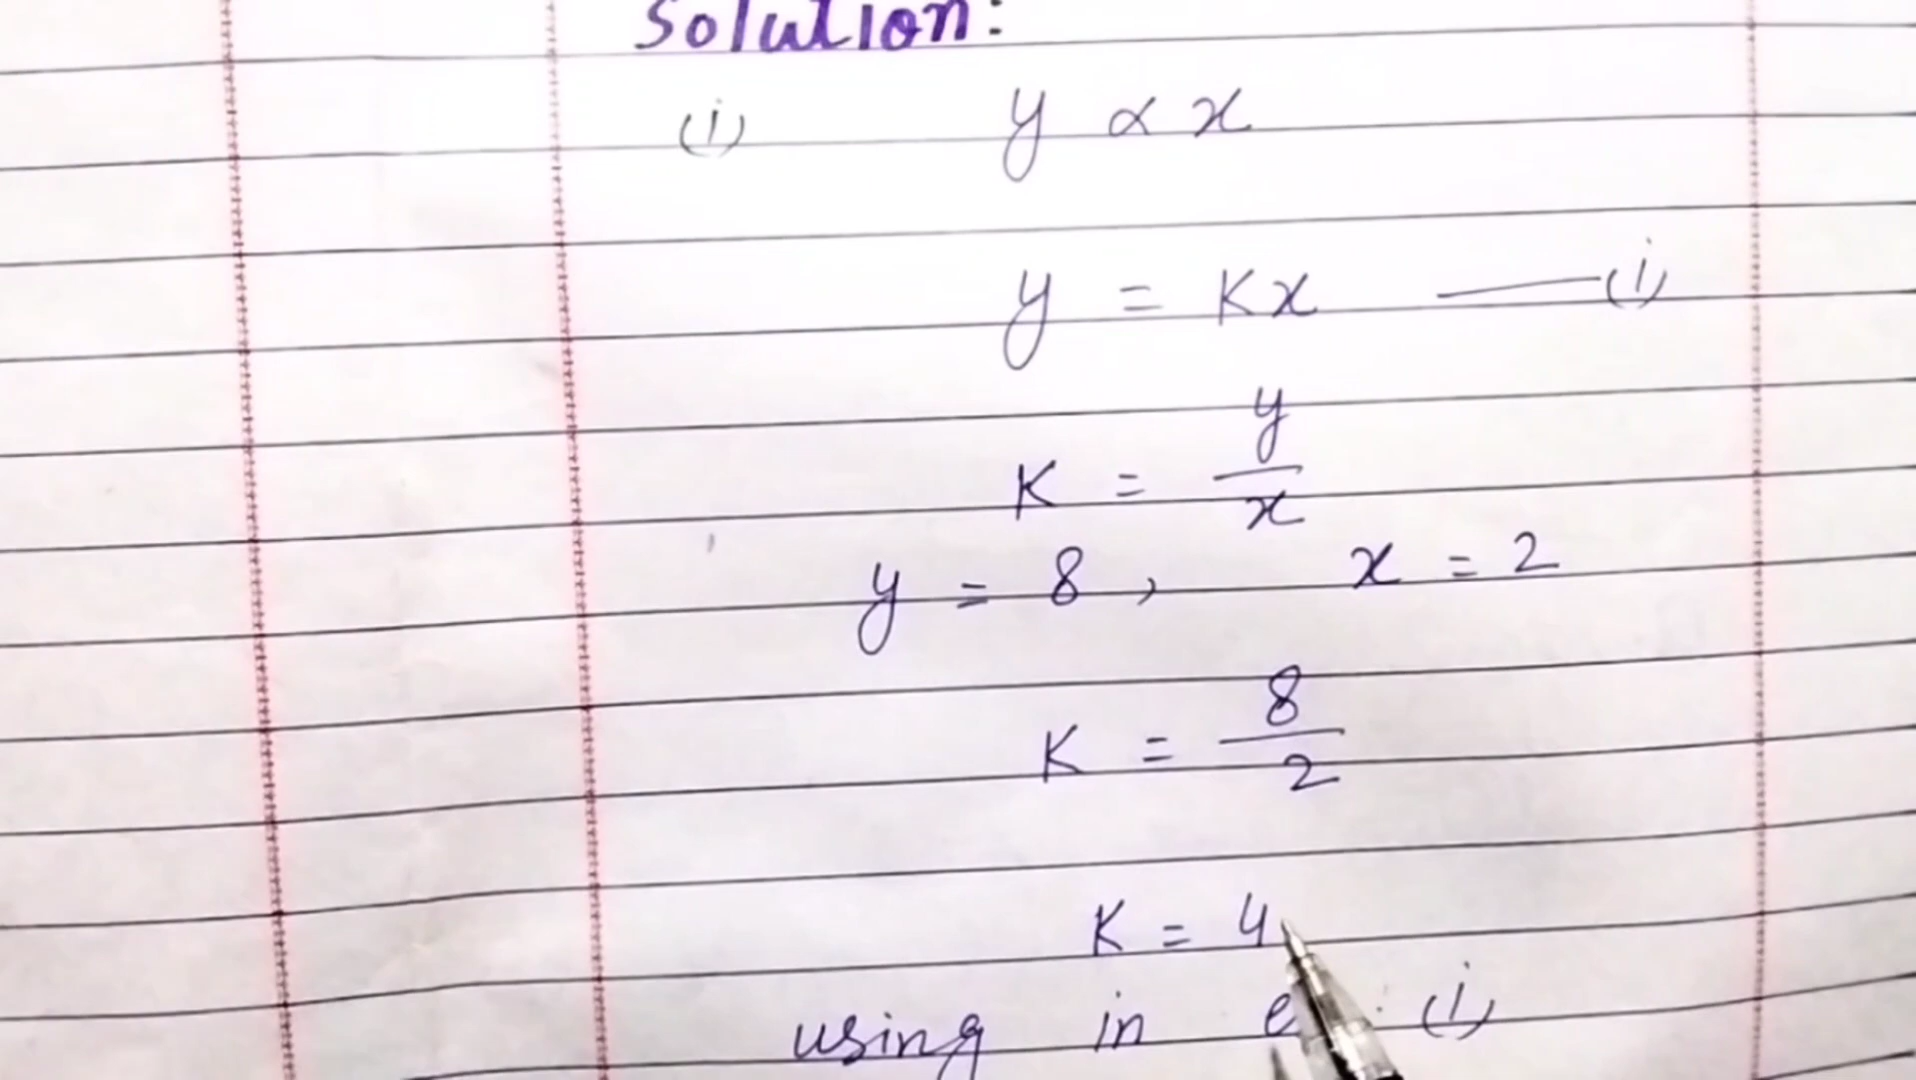 Solution:
(i) y ∝ x
y = Kx —(i)
K = y/x
y = 8, x = 2
K = 8/2
K = 4
using in (i)